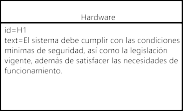 Hardware
id=H1
text=El sistema debe cumplir con las condiciones
mínimas de seguridad, así como la legislación
vigente, además de satisfacer las necesidades de
funcionamiento.